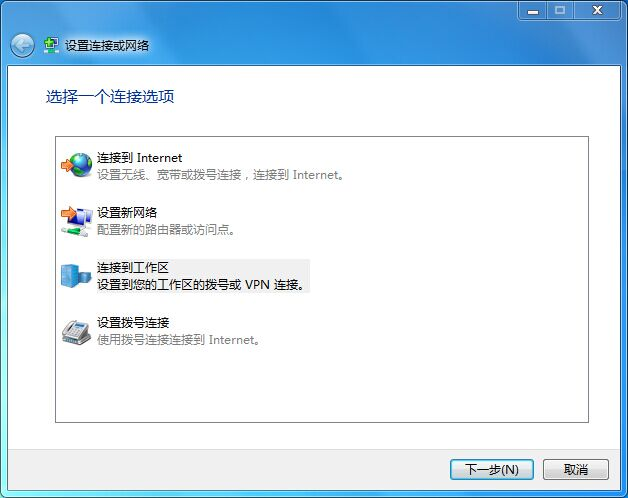 设置连接或网络
选择一个连接选项
连接到 Internet
设置无线、宽带或拨号连接，连接到 Internet。
设置新网络
配置新的路由器或访问点。
连接到工作区
设置到您的工作区的拨号或 VPN 连接。
设置拨号连接
使用拨号连接连接到 Internet。
下一步(N)
取消